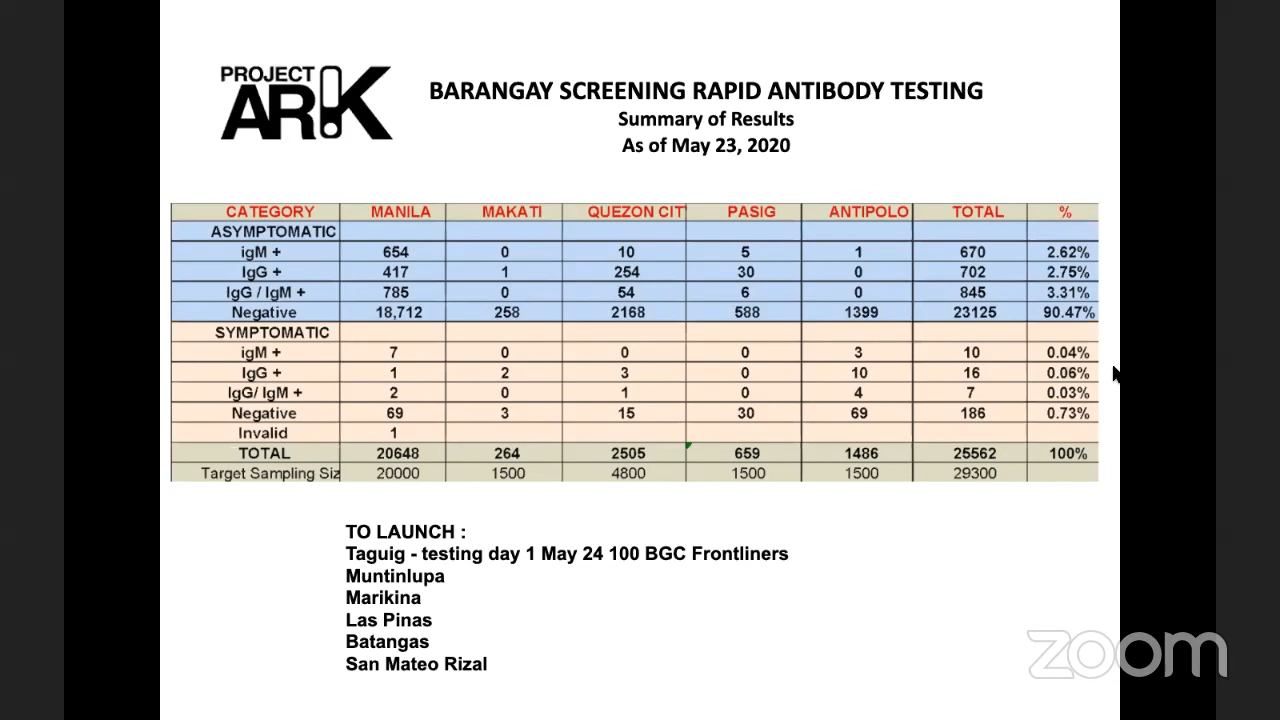 PROJECT
ARK
BARANGAY SCREENING RAPID ANTIBODY TESTING
Summary of Results
As of May 23, 2020
CATEGORY MANILA MAKATI QUEZON CIT PASIG ANTIPOLO TOTAL %
ASYMPTOMATIC
igM + 654 0 10 5 1 670 2.62%
IgG + 417 1 254 30 0 702 2.75%
IgG / IgM + 785 0 54 6 0 845 3.31%
Negative 18,712 258 2168 588 1399 23125 90.47%
SYMPTOMATIC
igM + 7 0 0 0 3 10 0.04%
IgG + 1 2 3 0 10 16 0.06%
IgG/ IgM + 2 0 1 0 4 7 0.03%
Negative 69 3 15 30 69 186 0.73%
Invalid 1
TOTAL 20648 264 2505 659 1486 25562 100%
Target Sampling Siz 20000 1500 4800 1500 1500 29300
TO LAUNCH :
Taguig - testing day 1 May 24 100 BGC Frontliners
Muntinlupa
Marikina
Las Pinas
Batangas
San Mateo Rizal
zoom